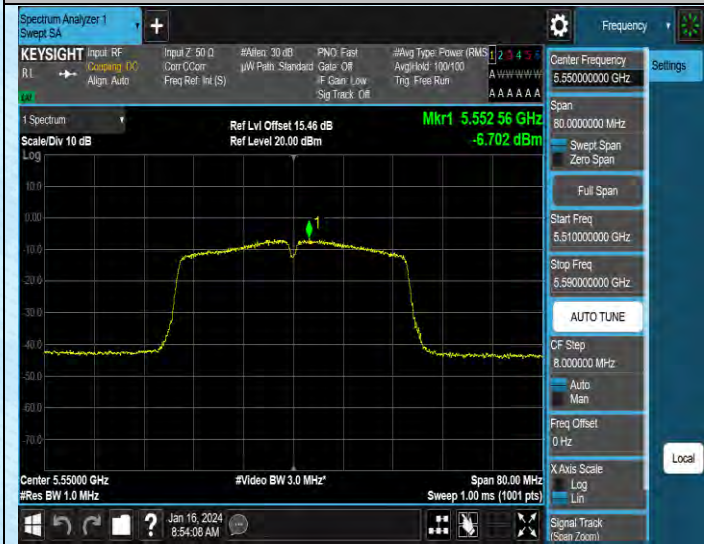 Spectrum Analyzer 1
Swept SA
+
Frequency
KEYSIGHT
Input: RF
Coupling: DC
Align: Auto
Input Z: 50 Ω
Corr CCorr
Freq Ref: Int (S)
#Atten: 30 dB
µW Path: Standard
PNO: Fast
Gate: Off
IF Gain: Low
Sig Track: Off
#Avg Type: Power (RMS
Avg|Hold: 100/100
Trig: Free Run
1 2 3 4 5 6
A W W W W W
A A A A A A
1 Spectrum
Scale/Div 10 dB
Ref Lvl Offset 15.46 dB
Ref Level 20.00 dBm
Mkr1 5.552 56 GHz
-6.702 dBm
Log
10.0
0.00
-10.0
-20.0
-30.0
-40.0
-50.0
-60.0
-70.0
1
Center 5.55000 GHz
#Res BW 1.0 MHz
#Video BW 3.0 MHz*
Span 80.00 MHz
Sweep 1.00 ms (1001 pts)
Jan 16, 2024
8:54:08 AM
Center Frequency
5.550000000 GHz
Settings
Span
80.0000000 MHz
Swept Span
Zero Span
Full Span
Start Freq
5.510000000 GHz
Stop Freq
5.590000000 GHz
AUTO TUNE
CF Step
8.000000 MHz
Auto
Man
Freq Offset
0 Hz
X Axis Scale
Log
Lin
Local
Signal Track
(Span Zoom)